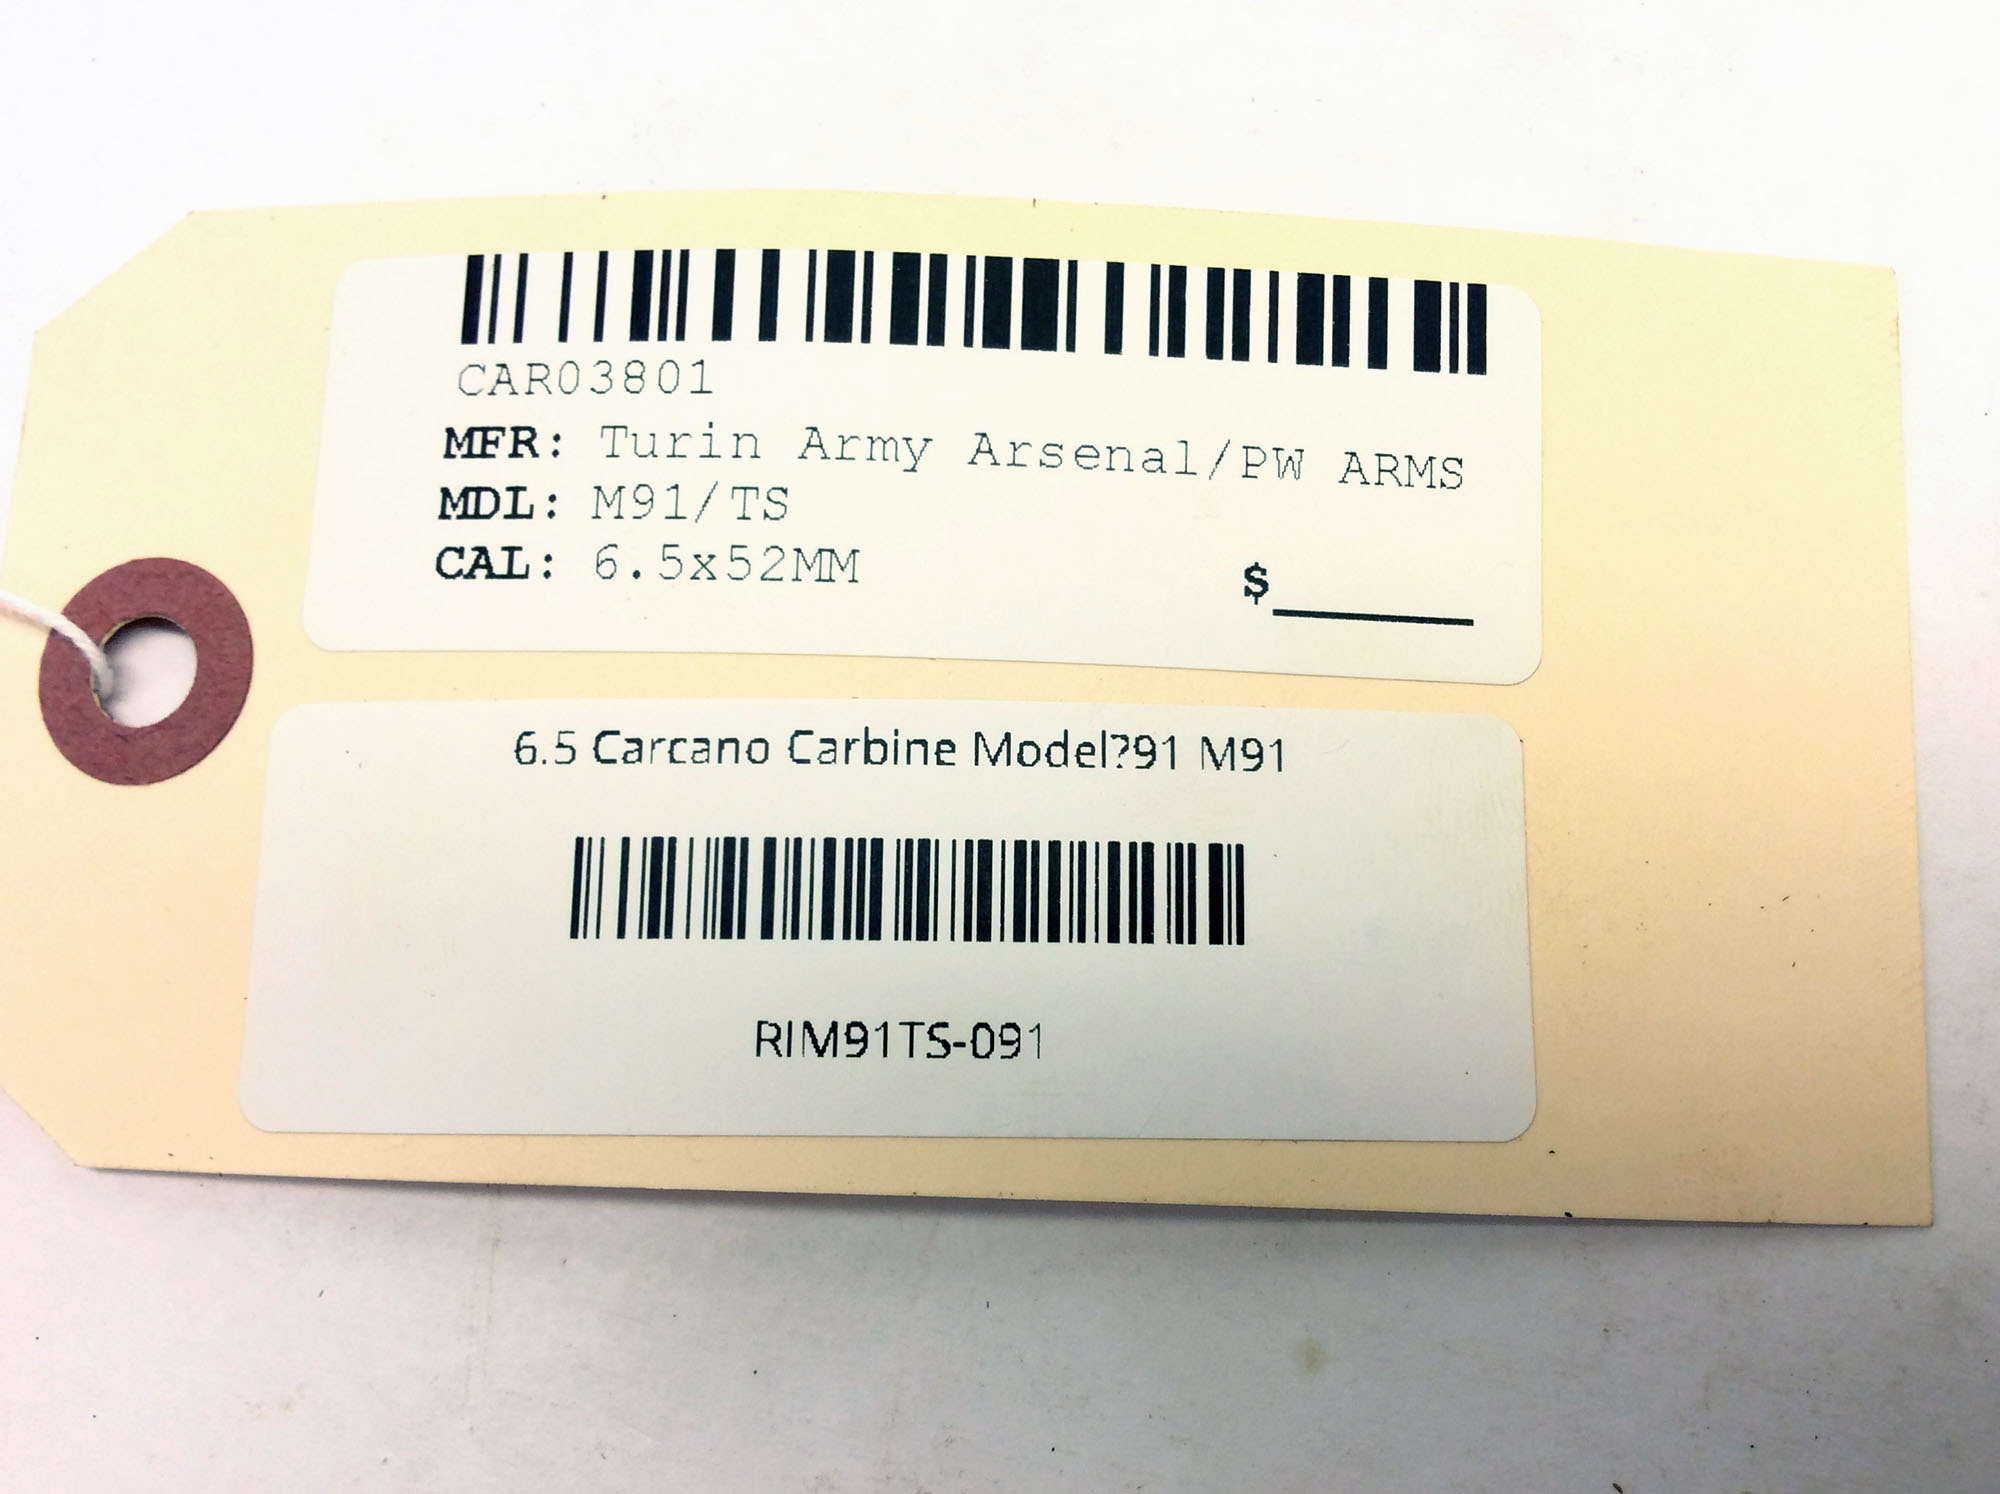 CAR03801
MFR: Turin Army Arsenal/PW ARMS
MDL: M91/TS
CAL: 6.5x52MM
$
6.5 Carcano Carbine Model?91 M91
RIM91TS-091